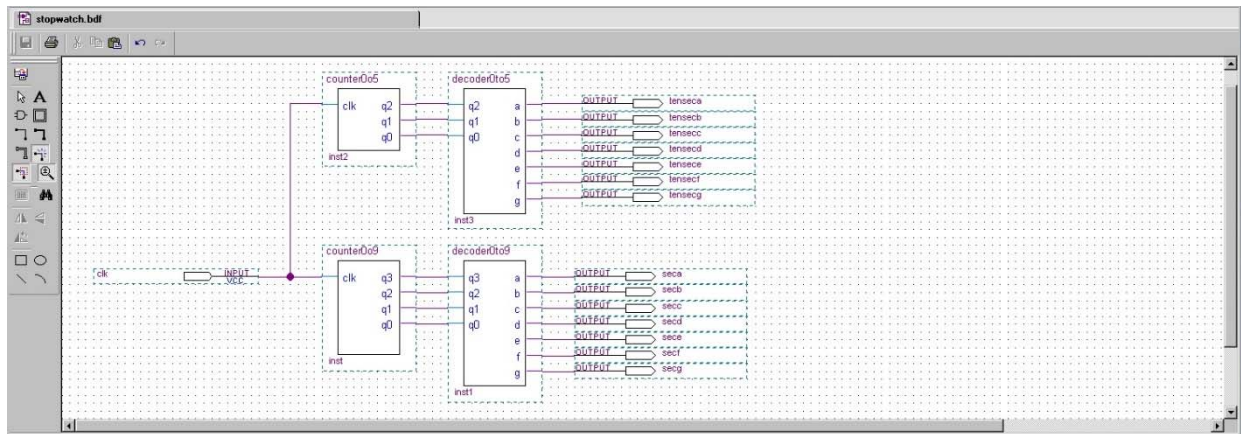 stopwatch.bdf
A
counter0o5
clk q2
q1
q0
inst2
decoder0to5
q2 a
q1 b
q0 c
d
e
f
g
inst3
OUTPUT tenseca
OUTPUT tensecb
OUTPUT tensecc
OUTPUT tensecd
OUTPUT tensece
OUTPUT tensecf
OUTPUT tensecg
clk INPUT
VCC
counter0o9
clk q3
q2
q1
q0
inst
decoder0to9
q3 a
q2 b
q1 c
q0 d
e
f
g
inst1
OUTPUT seca
OUTPUT secb
OUTPUT secc
OUTPUT secd
OUTPUT sece
OUTPUT secf
OUTPUT secg